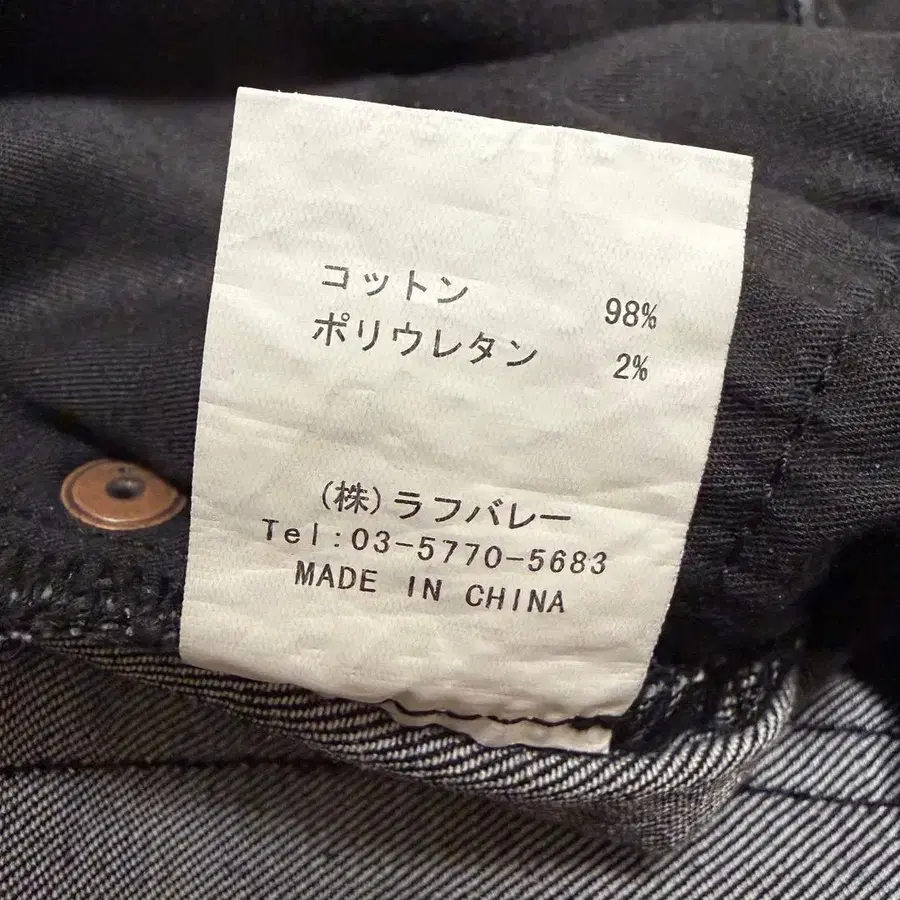 コットン 98%
ポリウレタン 2%
(株)ラフバレー
Tel:03-5770-5683
MADE IN CHINA